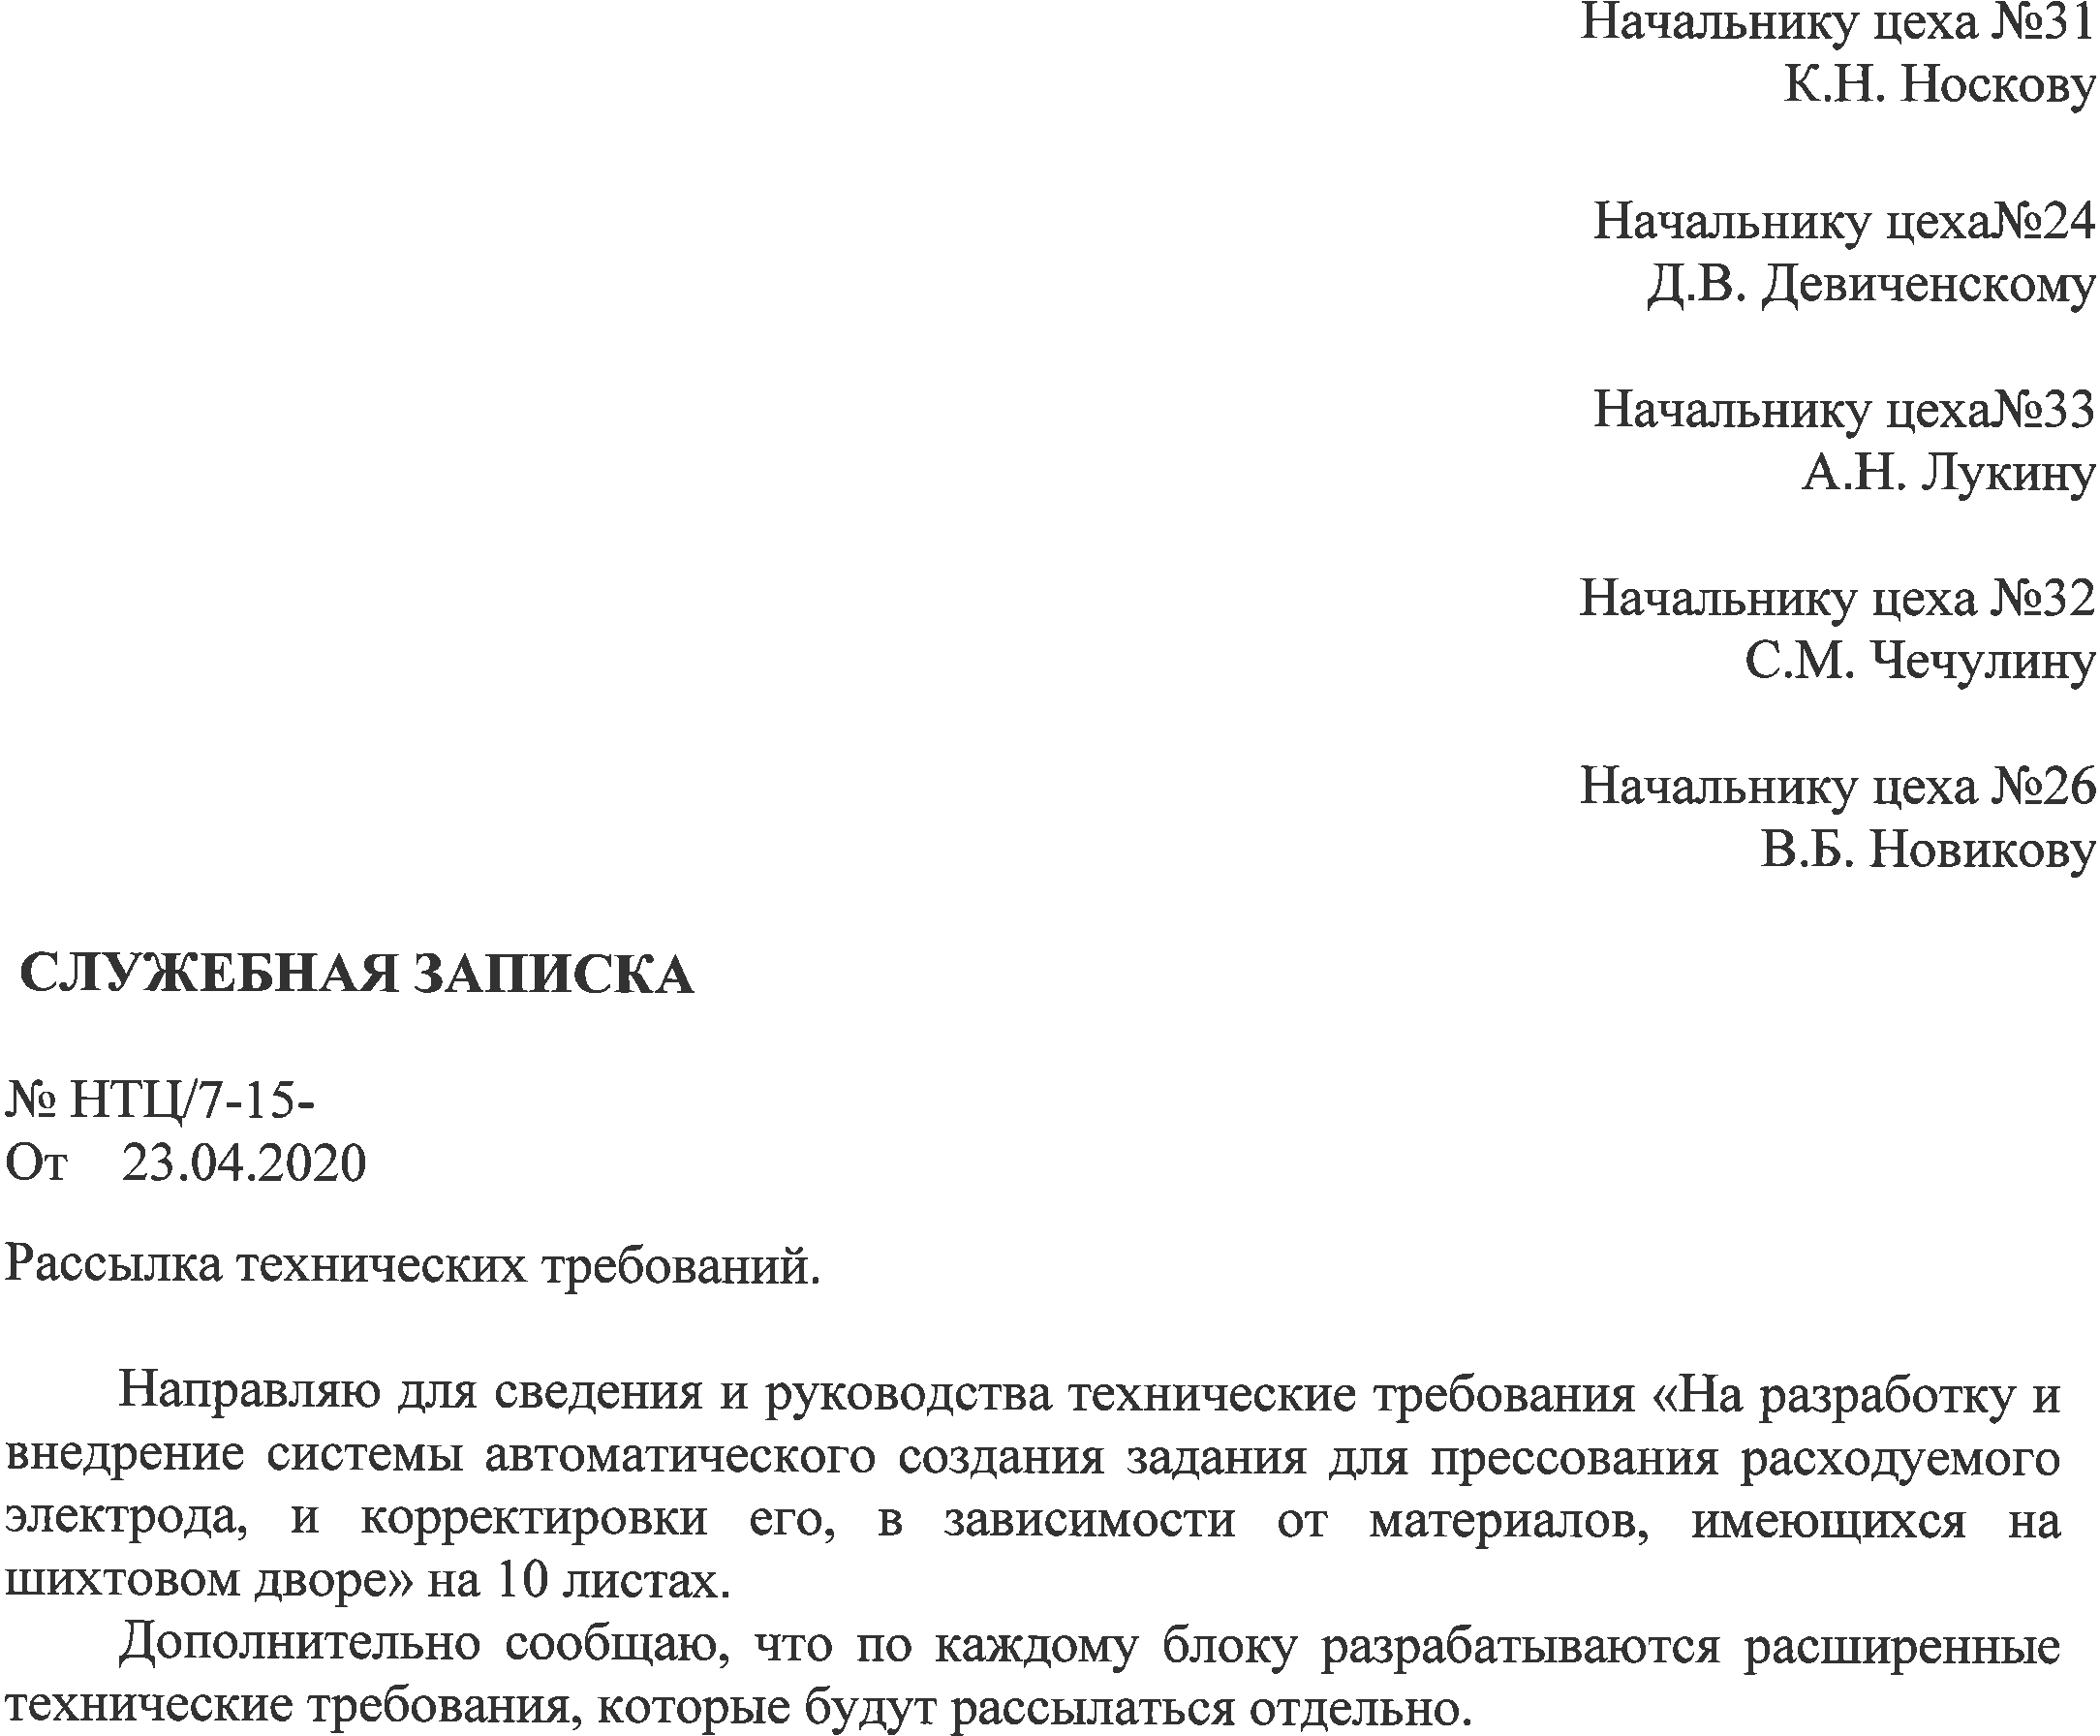 Начальнику цеха №31
К.Н. Носкову
Начальнику цеха№24
Д.В. Девиченскому
Начальнику цеха№33
А.Н. Лукину
Начальнику цеха №32
С.М. Чечулину
Начальнику цеха №26
В.Б. Новикову
СЛУЖЕБНАЯ ЗАПИСКА
№ НТЦ/7-15-
От 23.04.2020
Рассылка технических требований.
Направляю для сведения и руководства технические требования «На разработку и
внедрение системы автоматического создания задания для прессования расходуемого
электрода, и корректировки его, в зависимости от материалов, имеющихся на
шихтовом дворе» на 10 листах.
Дополнительно сообщаю, что по каждому блоку разрабатываются расширенные
технические требования, которые будут рассылаться отдельно.